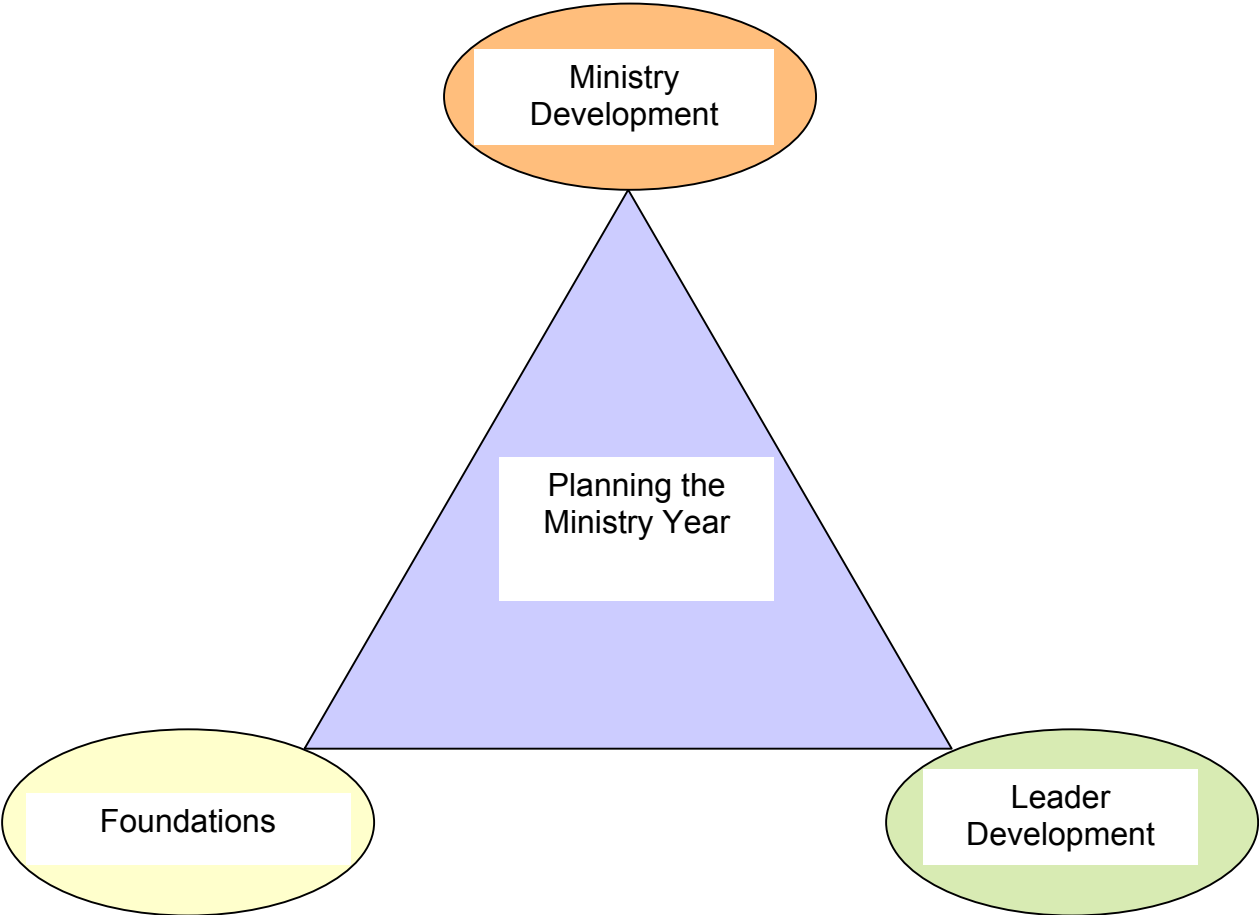 Ministry
Development
Planning the
Ministry Year
Foundations
Leader
Development